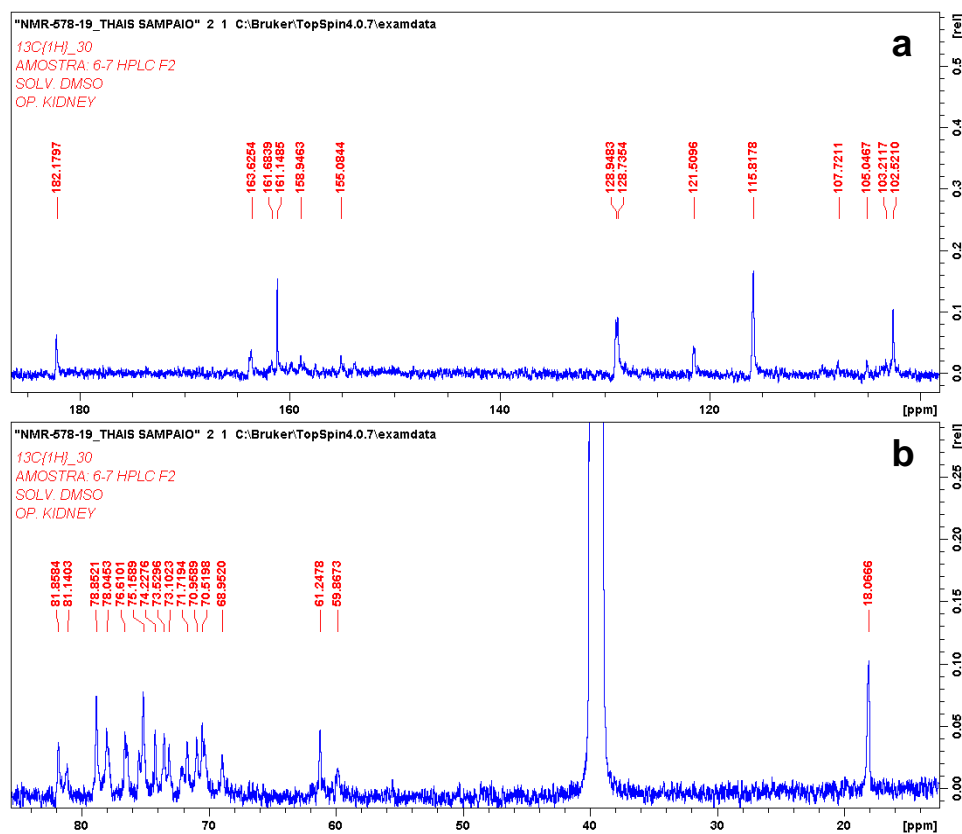 "NMR-578-19_THAIS SAMPAIO" 2 1 C:\Bruker\TopSpin4.0.7\examdata
a
13C{1H}_30
AMOSTRA: 6-7 HPLC F2
SOLV. DMSO
OP. KIDNEY
182.1797
163.6254
161.6839
161.1485
158.9463
155.0844
128.9483
128.7354
121.5096
115.8178
107.7211
105.0467
103.2117
102.5210
[rel]
0.5
0.4
0.3
0.2
0.1
0.0
180 160 140 120 [ppm]
"NMR-578-19_THAIS SAMPAIO" 2 1 C:\Bruker\TopSpin4.0.7\examdata
b
13C{1H}_30
AMOSTRA: 6-7 HPLC F2
SOLV. DMSO
OP. KIDNEY
81.8584
81.1403
78.8521
78.0453
76.6101
75.1589
74.2276
73.5296
73.1023
71.7194
70.9589
70.5198
68.9520
61.2478
59.8673
18.0666
[rel]
0.25
0.20
0.15
0.10
0.05
0.00
80 70 60 50 40 30 20 [ppm]